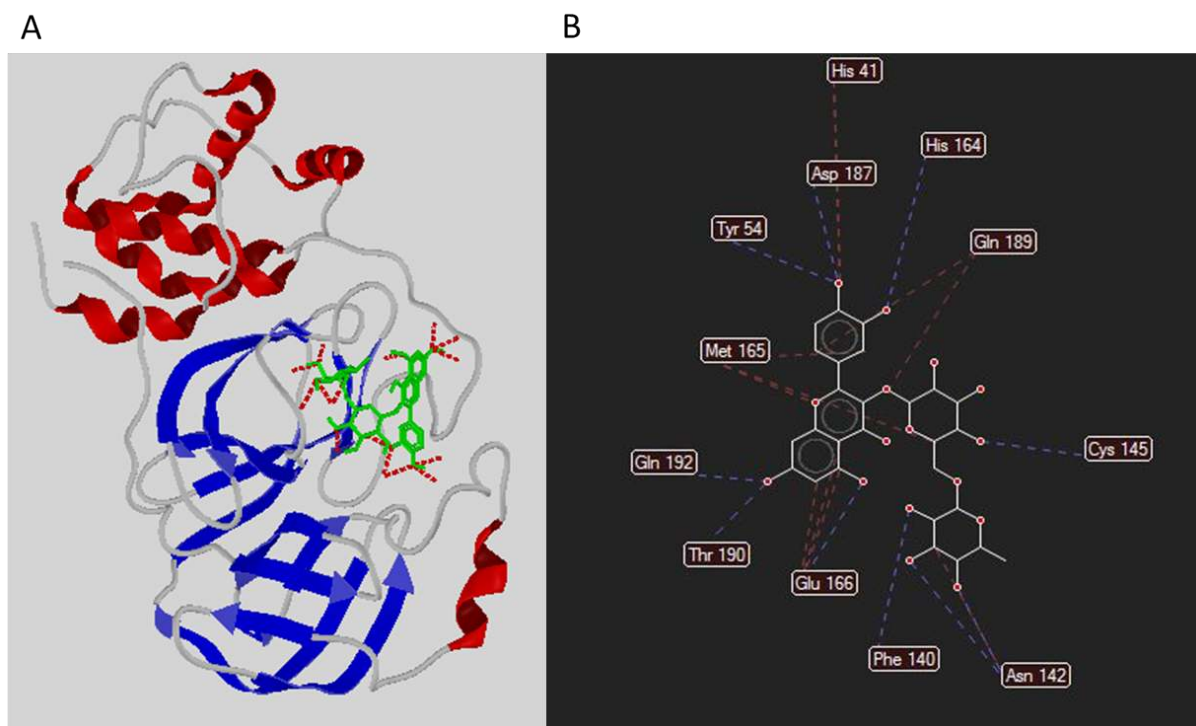 A
B
His 41
His 164
Asp 187
Tyr 54
Gln 189
Met 165
Cys 145
Gln 192
Thr 190
Glu 166
Phe 140
Asn 142